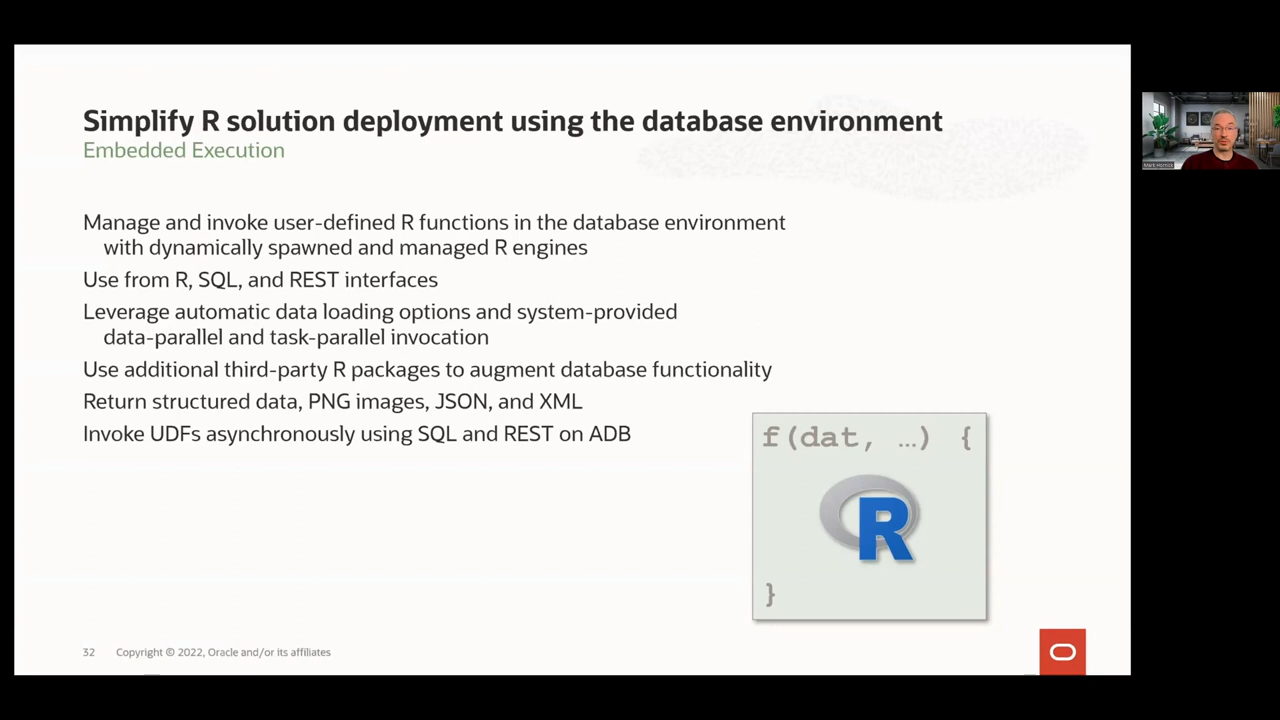 Simplify R solution deployment using the database environment
Embedded Execution
Manage and invoke user-defined R functions in the database environment
with dynamically spawned and managed R engines
Use from R, SQL, and REST interfaces
Leverage automatic data loading options and system-provided
data-parallel and task-parallel invocation
Use additional third-party R packages to augment database functionality
Return structured data, PNG images, JSON, and XML
Invoke UDFs asynchronously using SQL and REST on ADB
f(dat, …) {
R
}
32 Copyright © 2022, Oracle and/or its affiliates
Mark Hornick